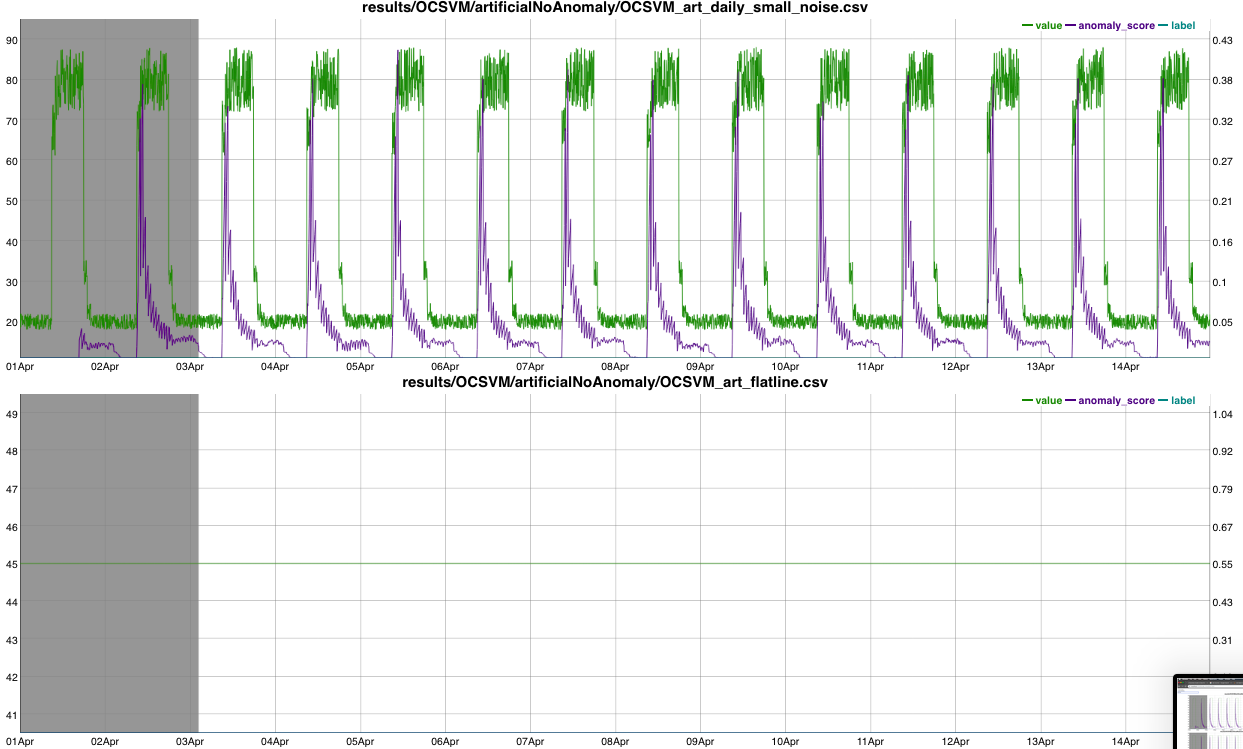 results/OCSVM/artificialNoAnomaly/OCSVM_art_daily_small_noise.csv
value anomaly_score label
90 0.43
80 0.38
70 0.32
60 0.27
50 0.21
40 0.16
30 0.1
20 0.05
01Apr 02Apr 03Apr 04Apr 05Apr 06Apr 07Apr 08Apr 09Apr 10Apr 11Apr 12Apr 13Apr 14Apr
results/OCSVM/artificialNoAnomaly/OCSVM_art_flatline.csv
value anomaly_score label
49 1.04
48 0.92
47 0.79
46 0.67
45 0.55
44 0.43
43 0.31
42
41
01Apr 02Apr 03Apr 04Apr 05Apr 06Apr 07Apr 08Apr 09Apr 10Apr 11Apr 12Apr 13Apr 14Apr